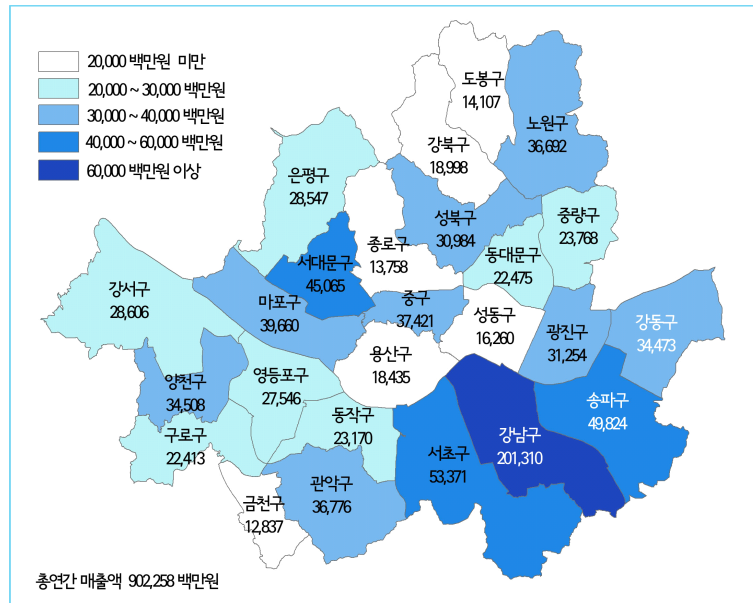 20,000 백만원 미만
20,000 ~ 30,000 백만원
30,000 ~ 40,000 백만원
40,000 ~ 60,000 백만원
60,000 백만원 이상
도봉구
14,107
노원구
36,692
강북구
18,998
은평구
28,547
성북구
30,984
중랑구
23,768
종로구
13,758
동대문구
22,475
서대문구
45,065
강서구
28,606
마포구
39,660
중구
37,421
성동구
16,260
광진구
31,254
강동구
34,473
용산구
18,435
양천구
34,508
영등포구
27,546
송파구
49,824
동작구
23,170
구로구
22,413
강남구
201,310
서초구
53,371
관악구
36,776
금천구
12,837
총연간 매출액 902,258 백만원